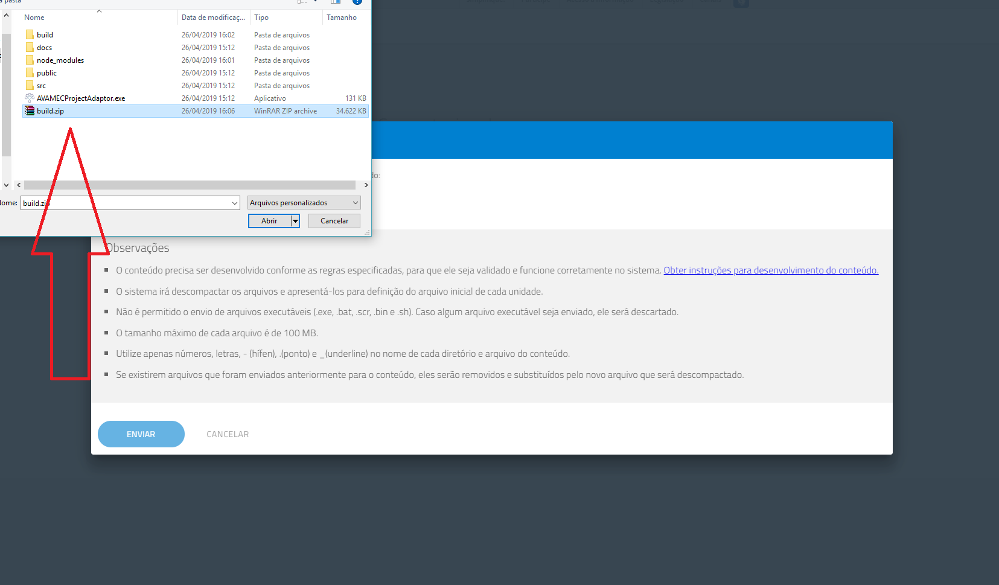 a pasta
Nome Data de modificaç... Tipo Tamanho
build 26/04/2019 16:02 Pasta de arquivos
docs 26/04/2019 15:12 Pasta de arquivos
node_modules 26/04/2019 16:01 Pasta de arquivos
public 26/04/2019 15:12 Pasta de arquivos
src 26/04/2019 15:12 Pasta de arquivos
AVAMECProjectAdaptor.exe 26/04/2019 15:12 Aplicativo 131 KB
build.zip 26/04/2019 16:06 WinRAR ZIP archive 34.622 KB
do:
lome: build.zip Arquivos personalizados
Abrir Cancelar
Observações
O conteúdo precisa ser desenvolvido conforme as regras especificadas, para que ele seja validado e funcione corretamente no sistema. Obter instruções para desenvolvimento do conteúdo.
O sistema irá descompactar os arquivos e apresentá-los para definição do arquivo inicial de cada unidade.
Não é permitido o envio de arquivos executáveis (.exe, .bat, .scr, .bin e .sh). Caso algum arquivo executável seja enviado, ele será descartado.
O tamanho máximo de cada arquivo é de 100 MB.
Utilize apenas números, letras, - (hífen), .(ponto) e _(underline) no nome de cada diretório e arquivo do conteúdo.
Se existirem arquivos que foram enviados anteriormente para o conteúdo, eles serão removidos e substituídos pelo novo arquivo que será descompactado.
ENVIAR CANCELAR